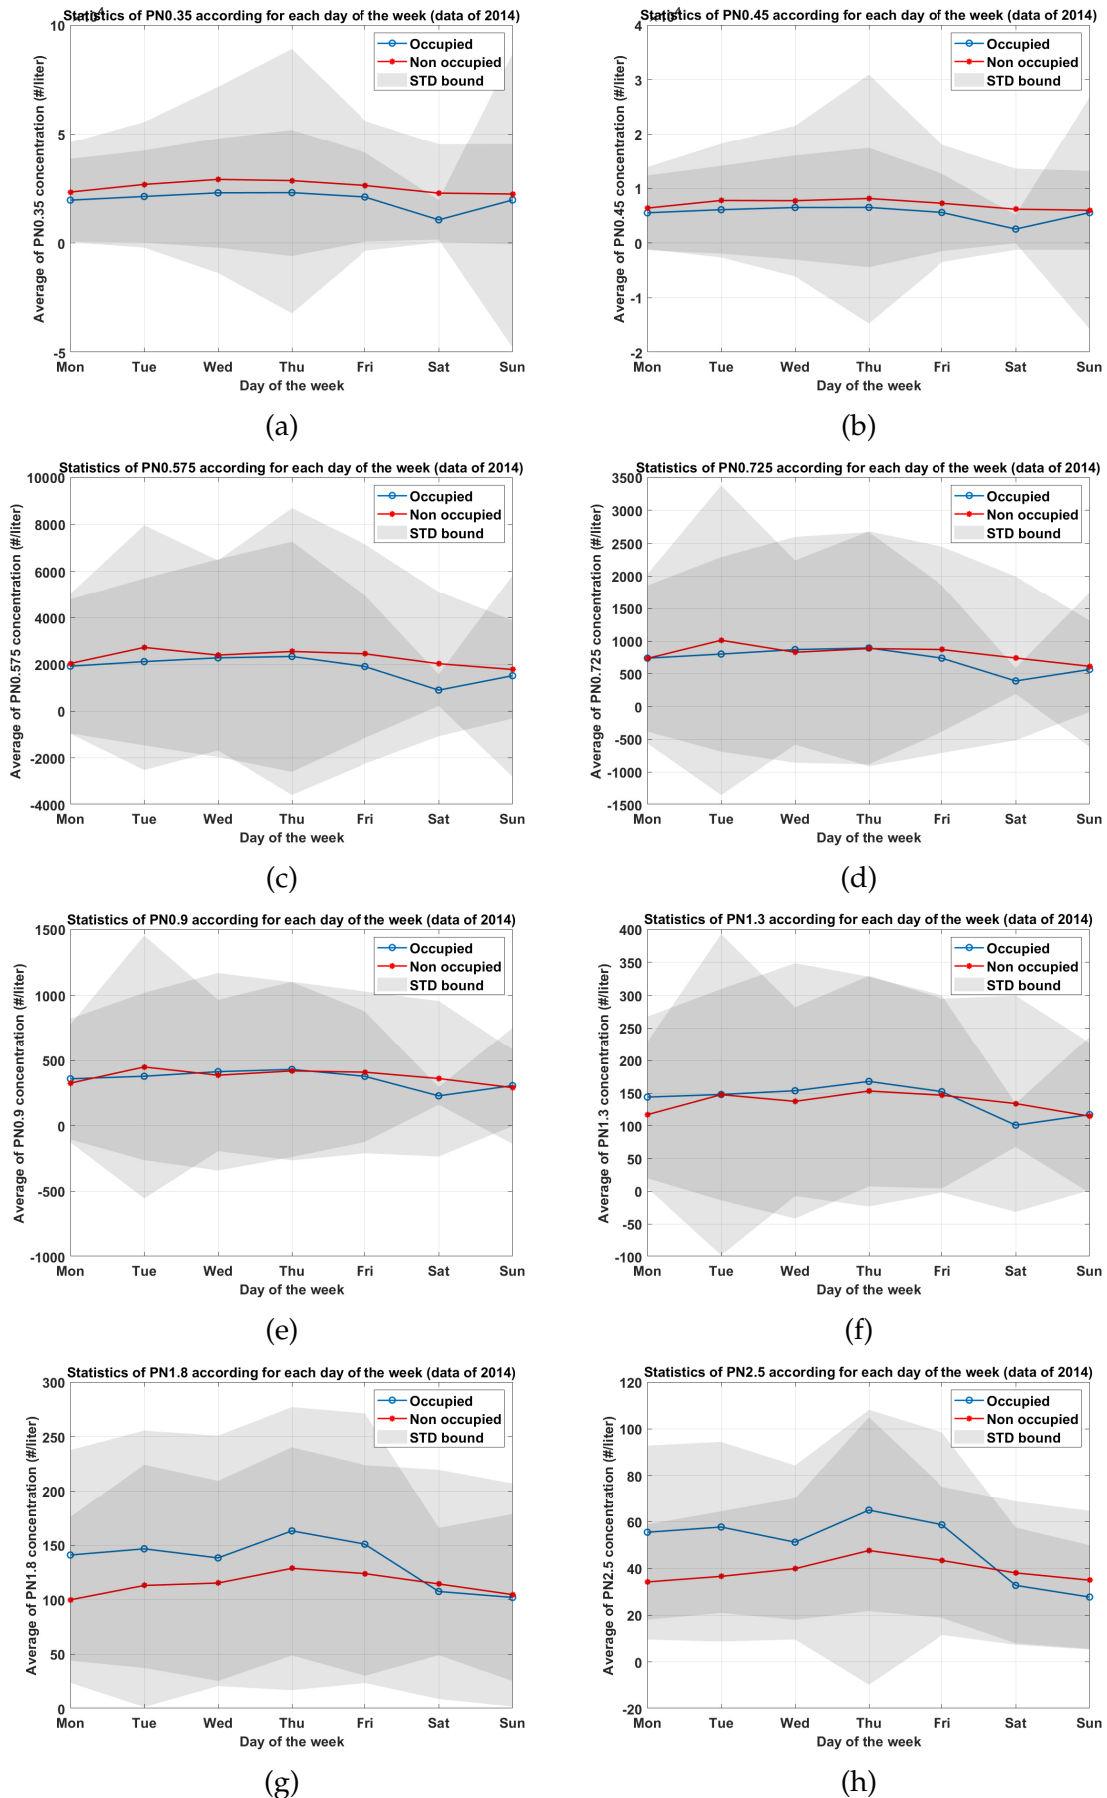 ×10⁴
Statistics of PN0.35 according for each day of the week (data of 2014)
10
5
0
-5
Average of PN0.35 concentration (#/liter)
Occupied
Non occupied
STD bound
Mon Tue Wed Thu Fri Sat Sun
Day of the week
(a)
×10⁴
Statistics of PN0.45 according for each day of the week (data of 2014)
4
3
2
1
0
-1
-2
Average of PN0.45 concentration (#/liter)
Occupied
Non occupied
STD bound
Mon Tue Wed Thu Fri Sat Sun
Day of the week
(b)
Statistics of PN0.575 according for each day of the week (data of 2014)
10000
8000
6000
4000
2000
0
-2000
-4000
Average of PN0.575 concentration (#/liter)
Occupied
Non occupied
STD bound
Mon Tue Wed Thu Fri Sat Sun
Day of the week
(c)
Statistics of PN0.725 according for each day of the week (data of 2014)
3500
3000
2500
2000
1500
1000
500
0
-500
-1000
-1500
Average of PN0.725 concentration (#/liter)
Occupied
Non occupied
STD bound
Mon Tue Wed Thu Fri Sat Sun
Day of the week
(d)
Statistics of PN0.9 according for each day of the week (data of 2014)
1500
1000
500
0
-500
-1000
Average of PN0.9 concentration (#/liter)
Occupied
Non occupied
STD bound
Mon Tue Wed Thu Fri Sat Sun
Day of the week
(e)
Statistics of PN1.3 according for each day of the week (data of 2014)
400
350
300
250
200
150
100
50
0
-50
-100
Average of PN1.3 concentration (#/liter)
Occupied
Non occupied
STD bound
Mon Tue Wed Thu Fri Sat Sun
Day of the week
(f)
Statistics of PN1.8 according for each day of the week (data of 2014)
300
250
200
150
100
50
0
Average of PN1.8 concentration (#/liter)
Occupied
Non occupied
STD bound
Mon Tue Wed Thu Fri Sat Sun
Day of the week
(g)
Statistics of PN2.5 according for each day of the week (data of 2014)
120
100
80
60
40
20
0
-20
Average of PN2.5 concentration (#/liter)
Occupied
Non occupied
STD bound
Mon Tue Wed Thu Fri Sat Sun
Day of the week
(h)